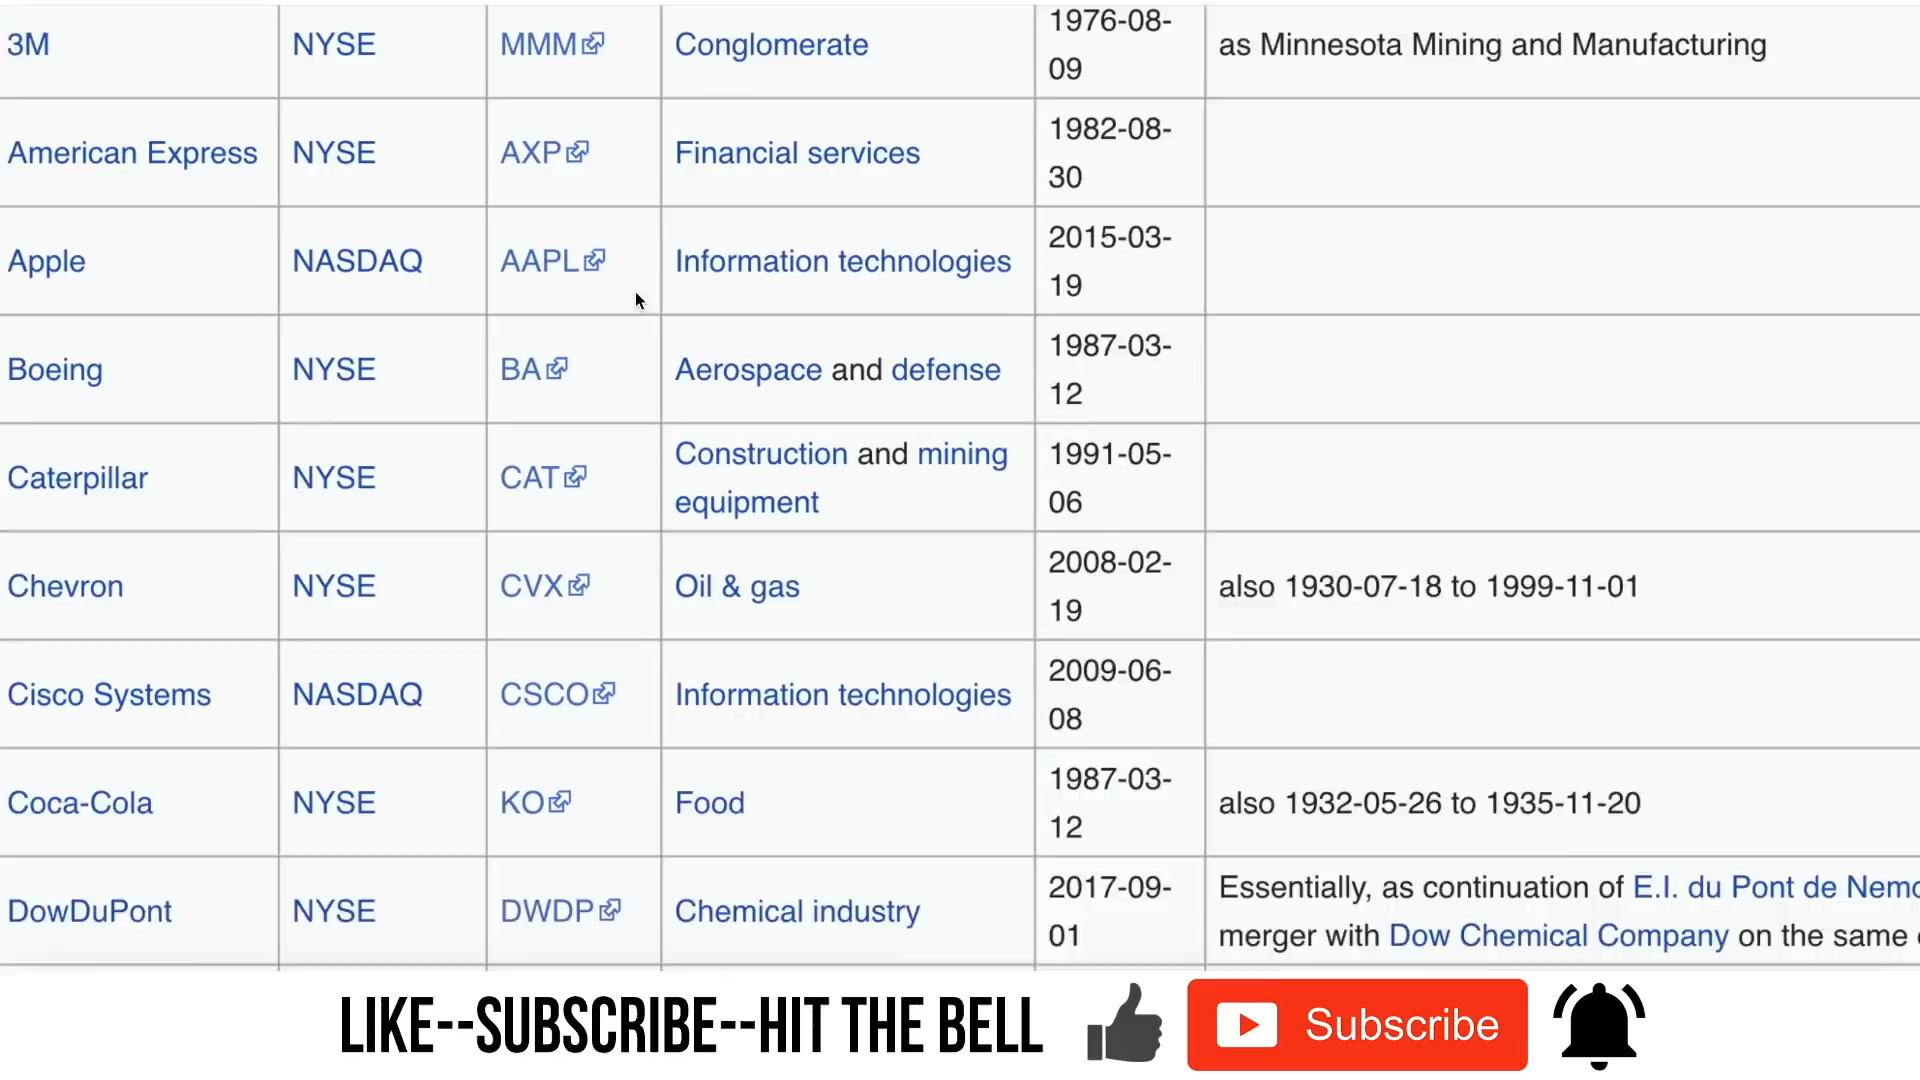 3M NYSE MMM Conglomerate 1976-08-
09 as Minnesota Mining and Manufacturing
American Express NYSE AXP Financial services 1982-08-
30
Apple NASDAQ AAPL Information technologies 2015-03-
19
Boeing NYSE BA Aerospace and defense 1987-03-
12
Caterpillar NYSE CAT Construction and mining
equipment 1991-05-
06
Chevron NYSE CVX Oil & gas 2008-02-
19 also 1930-07-18 to 1999-11-01
Cisco Systems NASDAQ CSCO Information technologies 2009-06-
08
Coca-Cola NYSE KO Food 1987-03-
12 also 1932-05-26 to 1935-11-20
DowDuPont NYSE DWDP Chemical industry 2017-09-
01 Essentially, as continuation of E.I. du Pont de
merger with Dow Chemical Company on the same
LIKE--SUBSCRIBE--HIT THE BELL Subscribe